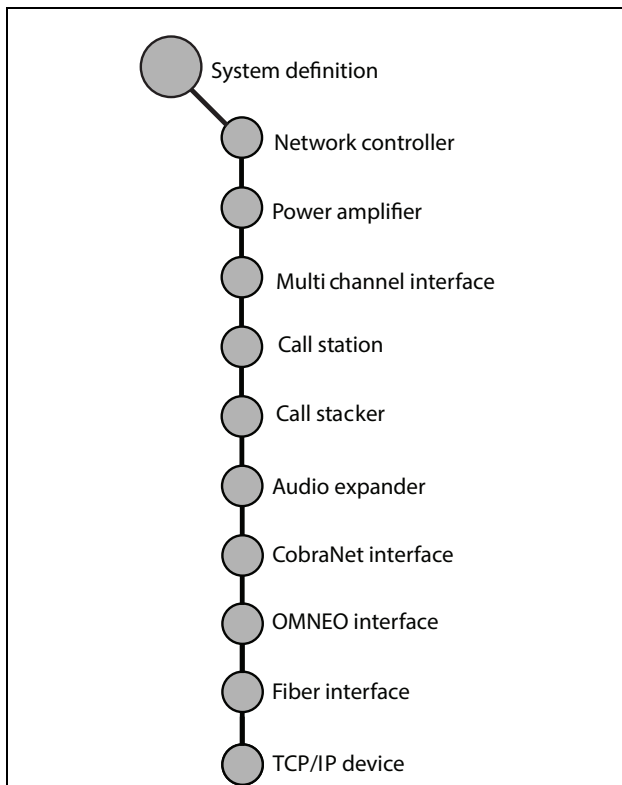 System definition
Network controller
Power amplifier
Multi channel interface
Call station
Call stacker
Audio expander
CobraNet interface
OMNEO interface
Fiber interface
TCP/IP device